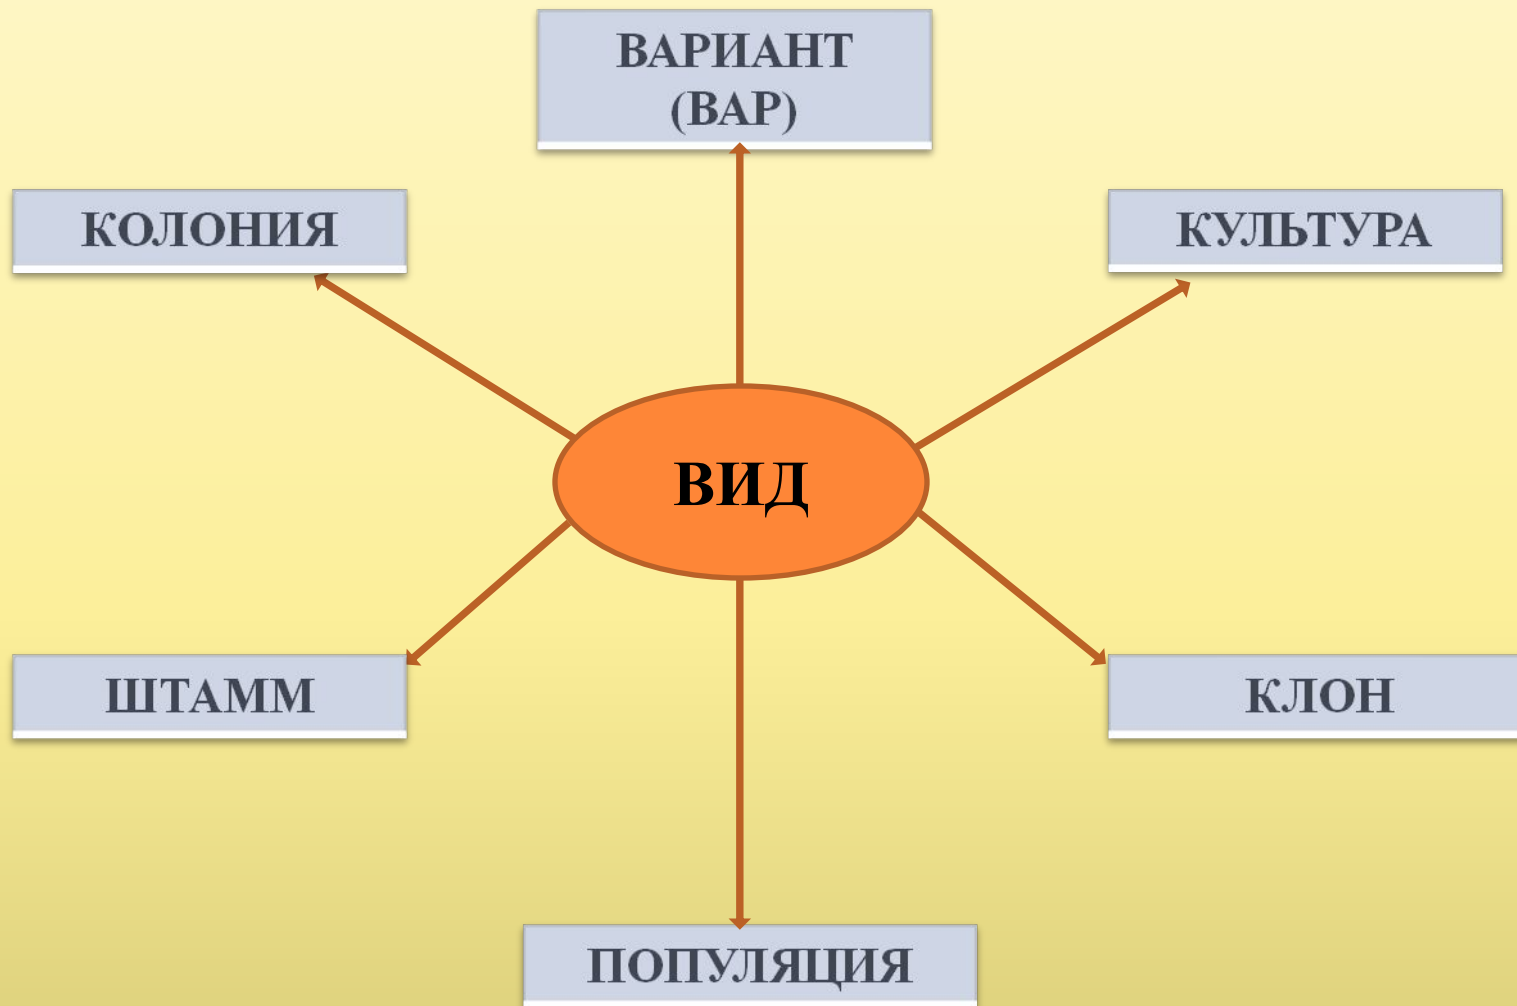 ВАРИАНТ
(ВАР)
КОЛОНИЯ
КУЛЬТУРА
ВИД
ШТАММ
КЛОН
ПОПУЛЯЦИЯ